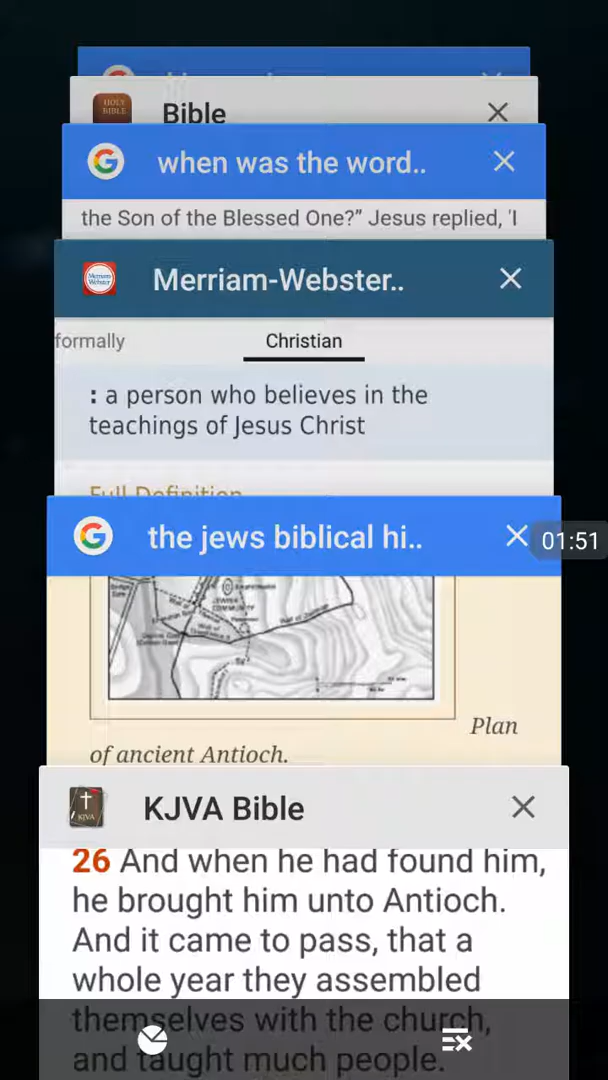 Bible
when was the word..
the Son of the Blessed One?” Jesus replied, 'I
Merriam-Webster..
formally
Christian
: a person who believes in the
teachings of Jesus Christ
Full Definition
the jews biblical hi..
01:51
Plan
of ancient Antioch.
KJVA Bible
26 And when he had found him,
he brought him unto Antioch.
And it came to pass, that a
whole year they assembled
themselves with the church,
and taught much people.